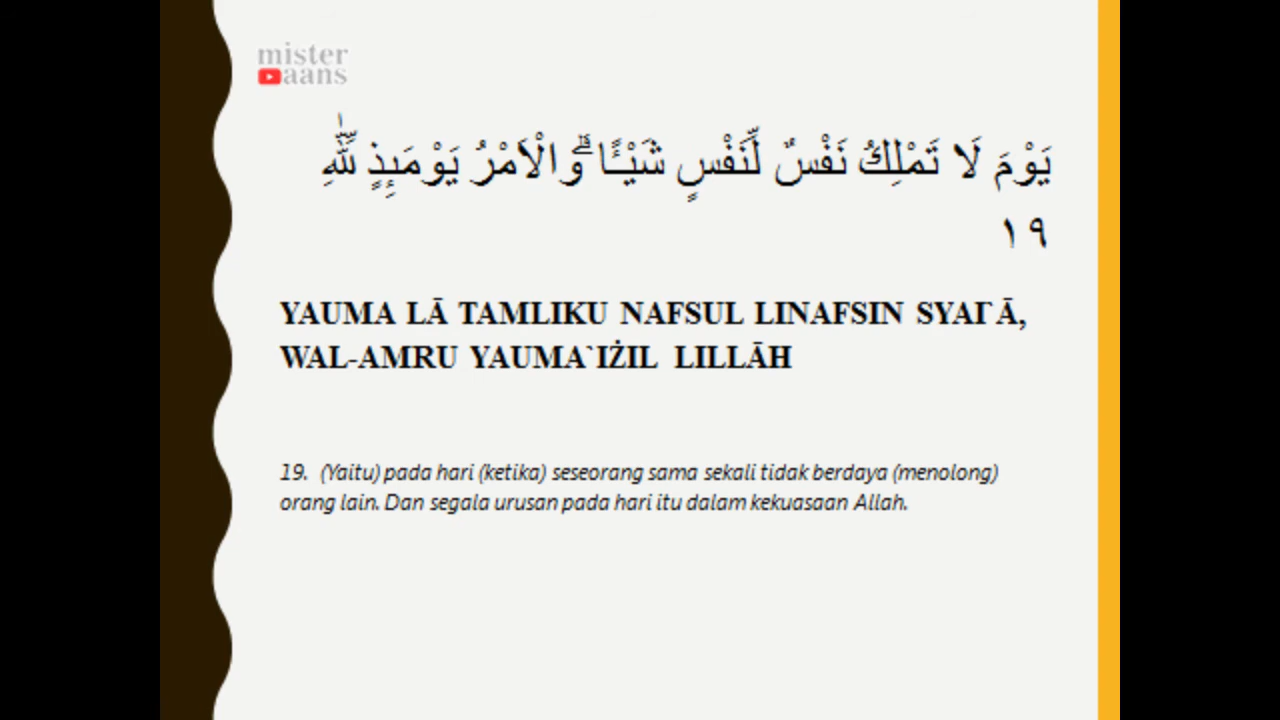 mister
aans
يَوْمَ لَا تَمْلِكُ نَفْسٌ لِّنَفْسٍ شَيْـًٔا ۗوَالْاَمْرُ يَوْمَىِٕذٍ لِّلّٰهِ
١٩
YAUMA LĀ TAMLIKU NAFSUL LINAFSIN SYAI`Ā,
WAL-AMRU YAUMA`IŻIL LILLĀH
19. (Yaitu) pada hari (ketika) seseorang sama sekali tidak berdaya (menolong)
orang lain. Dan segala urusan pada hari itu dalam kekuasaan Allah.